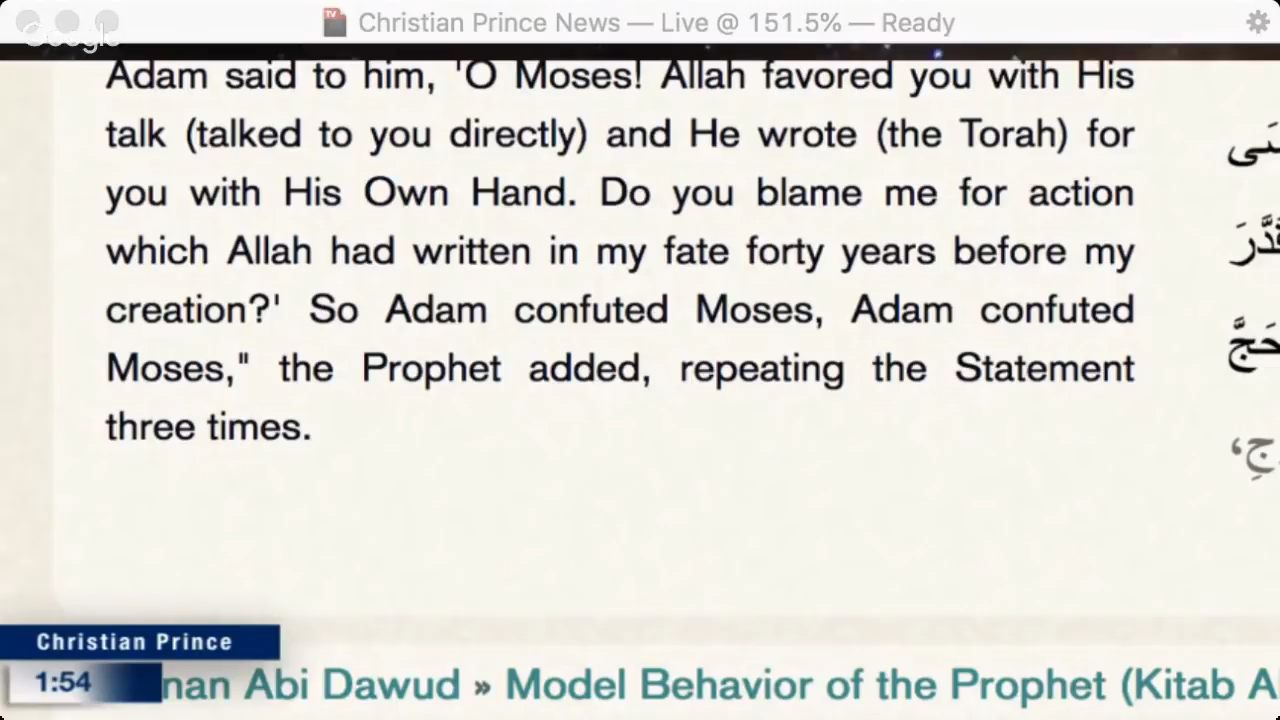 Christian Prince News — Live @ 151.5% — Ready
Google
Adam said to him, 'O Moses! Allah favored you with His
talk (talked to you directly) and He wrote (the Torah) for
you with His Own Hand. Do you blame me for action
which Allah had written in my fate forty years before my
creation?' So Adam confuted Moses, Adam confuted
Moses," the Prophet added, repeating the Statement
three times.
Christian Prince
1:54
nan Abi Dawud » Model Behavior of the Prophet (Kitab A